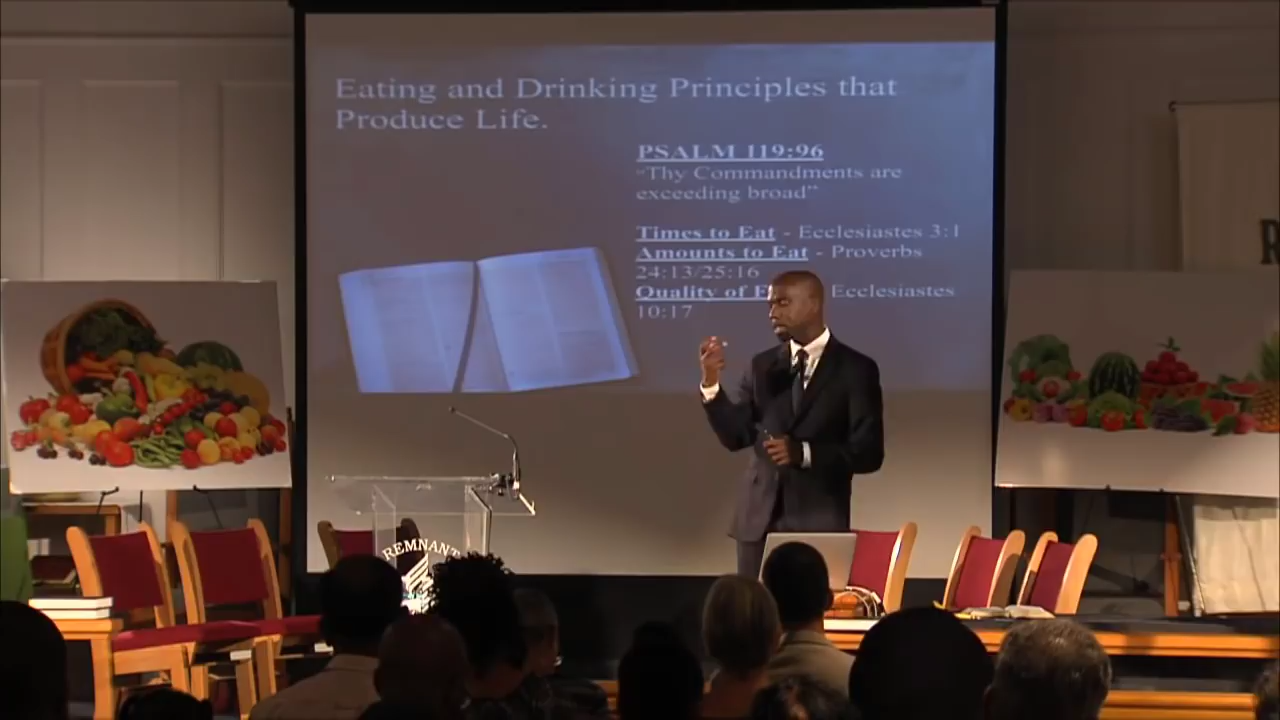 Eating and Drinking Principles that
Produce Life.
PSALM 119:96
"Thy Commandments are
exceeding broad"
Times to Eat - Ecclesiastes 3:1
Amounts to Eat - Proverbs
24:13/25:16
Quality of Ecclesiastes
10:17
REMNANT
R